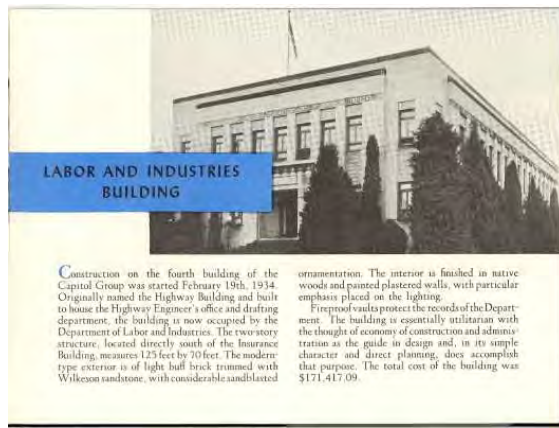 LABOR AND INDUSTRIES
BUILDING
Construction on the fourth building of the
Capitol Group was started February 19th, 1934.
Originally named the Highway Building and built
to house the Highway Engineer's office and drafting
department, the building is now occupied by the
Department of Labor and Industries. The two-story
structure, located directly south of the Insurance
Building, measures 125 feet by 70 feet. The modern-
type exterior is of light buff brick trimmed with
Wilkeson sandstone, with considerable sandblasted
ornamentation. The interior is finished in native
woods and painted plastered walls, with particular
emphasis placed on the lighting.
Fireproof vaults protect the records of the Depart-
ment. The building is essentially utilitarian with
the thought of economy of construction and adminis-
tration as the guide in design and, in its simple
character and direct planning, does accomplish
that purpose. The total cost of the building was
$171,417.09.